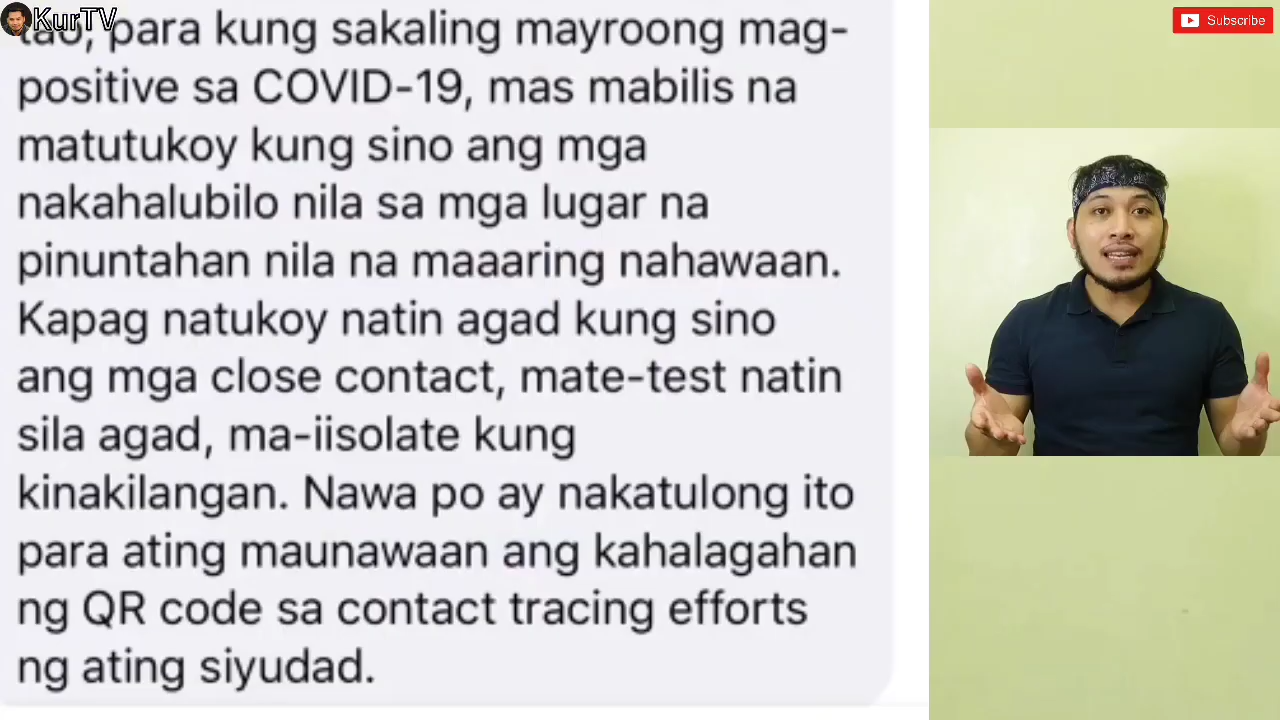 KurTV
Subscribe
tao, para kung sakaling mayroong mag-
positive sa COVID-19, mas mabilis na
matutukoy kung sino ang mga
nakahalubilo nila sa mga lugar na
pinuntahan nila na maaaring nahawaan.
Kapag natukoy natin agad kung sino
ang mga close contact, mate-test natin
sila agad, ma-iisolate kung
kinakilangan. Nawa po ay nakatulong ito
para ating maunawaan ang kahalagahan
ng QR code sa contact tracing efforts
ng ating siyudad.